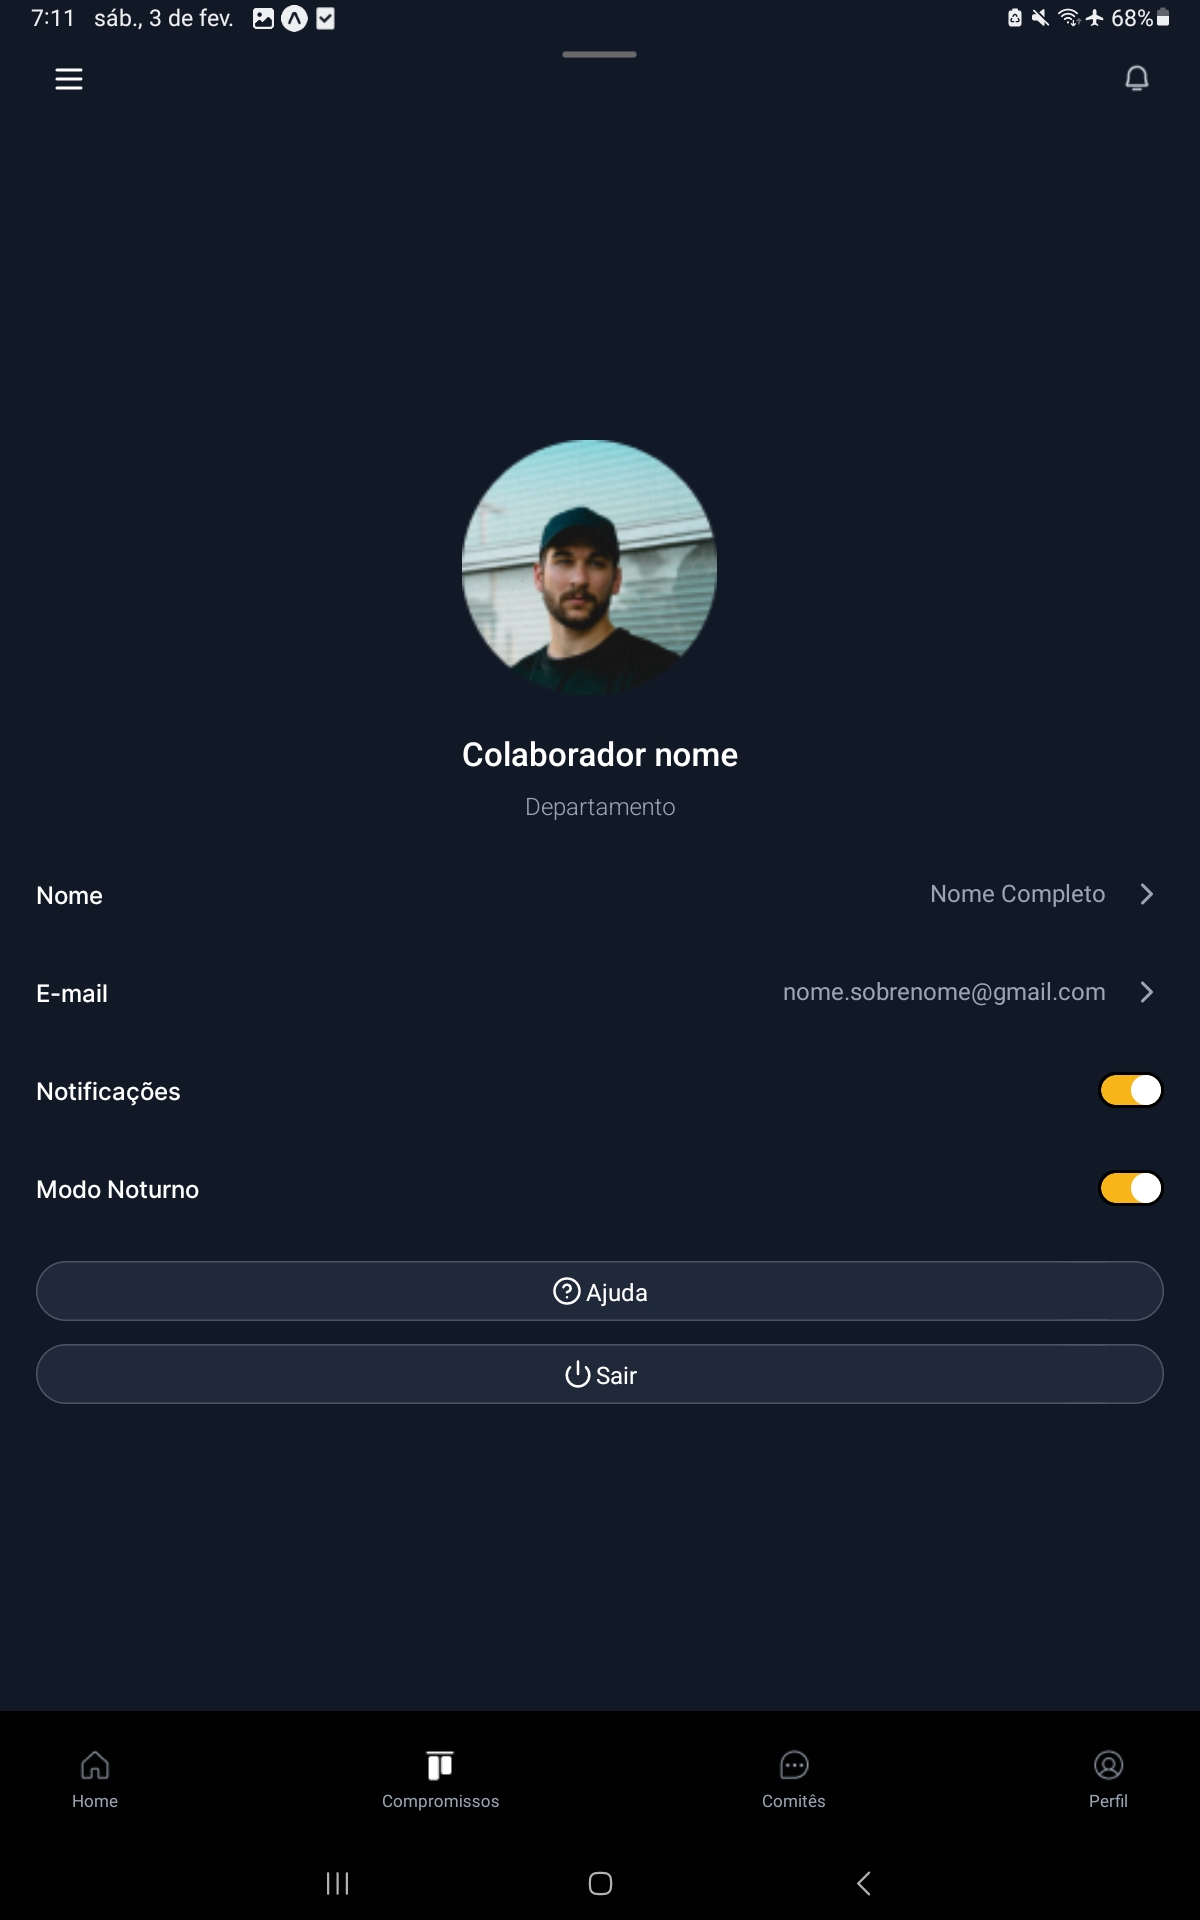 7:11 sáb., 3 de fev. 68%
Colaborador nome
Departamento
Nome Nome Completo
E-mail nome.sobrenome@gmail.com
Notificações
Modo Noturno
Ajuda
Sair
Home Compromissos Comitês Perfil